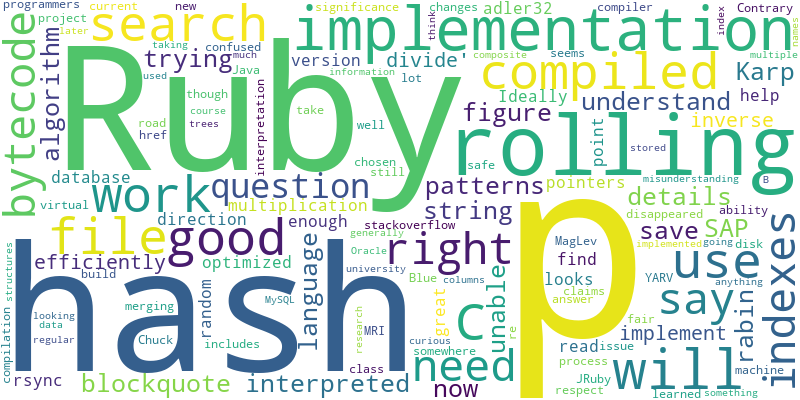 programmers current new significance changes compiler Contrary
project search implementation adler32 think index names
later taking confused much version divide multiple
bytecode algorithm Ruby trying seems compiled Karp
used Java lot composite information Ideally understand help
though course interpretation take figure inverse
road trees well rolling point stored
href chosen still safe misunderstanding B
database question patterns string pointers details disappeared ability
virtual work multiplication direction enough save SAP
file good stackoverflow right p MagLev implemented going disk
structures efficiently optimized generally Oracle find use YARV anything
hash build language university Blue columns unable looks claims say indexes
compilation looking data regular merging random MySQL C great answer fair
Chuck includes research MRI curious re implement rabin
rsync blockquote interpreted class need somewhere read issue will machine
now process JRuby respect learned something